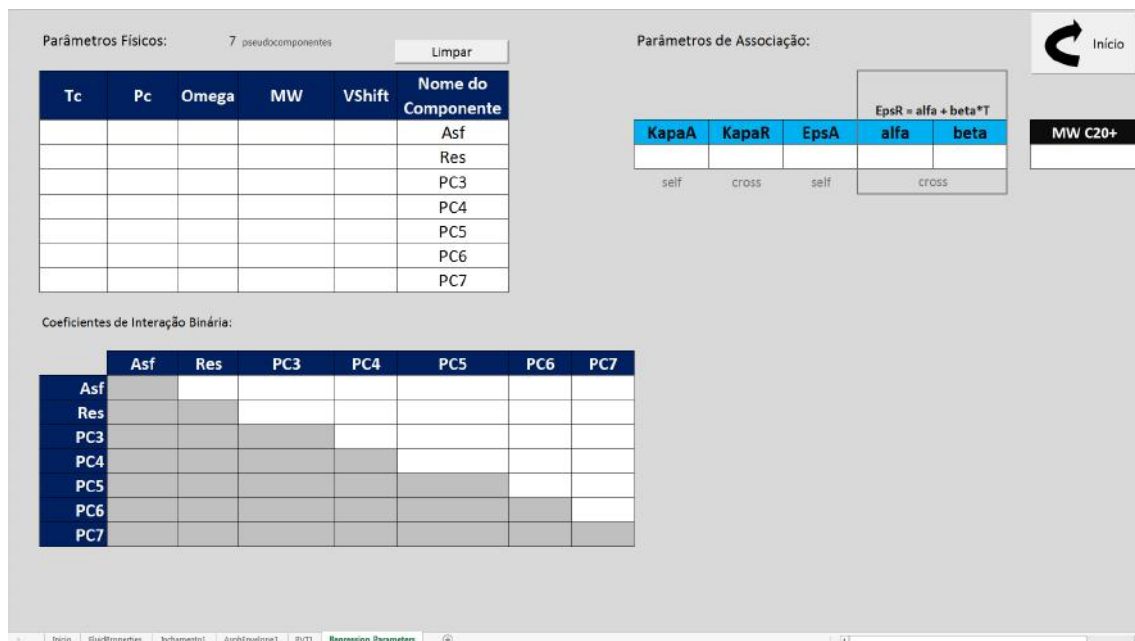 Parâmetros Físicos:
7 pseudocomponentes
Limpar
Tc Pc Omega MW VShift Nome do Componente
Asf
Res
PC3
PC4
PC5
PC6
PC7
Parâmetros de Associação:
Início
EpsR = alfa + beta*T
KapaA KapaR EpsA alfa beta
MW C20+
self cross self cross
Coeficientes de Interação Binária:
Asf Res PC3 PC4 PC5 PC6 PC7
Asf
Res
PC3
PC4
PC5
PC6
PC7
Inicio FluidProperties AsphEnvelope1 PVT1 Regression Parameters